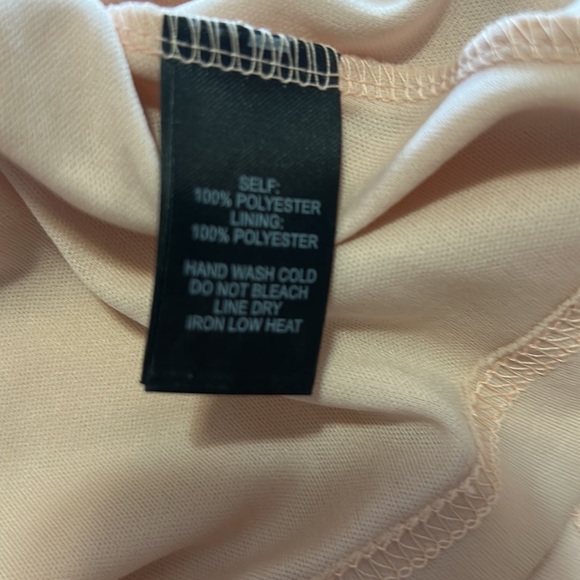 SELF:
100% POLYESTER
LINING:
100% POLYESTER
HAND WASH COLD
DO NOT BLEACH
LINE DRY
IRON LOW HEAT